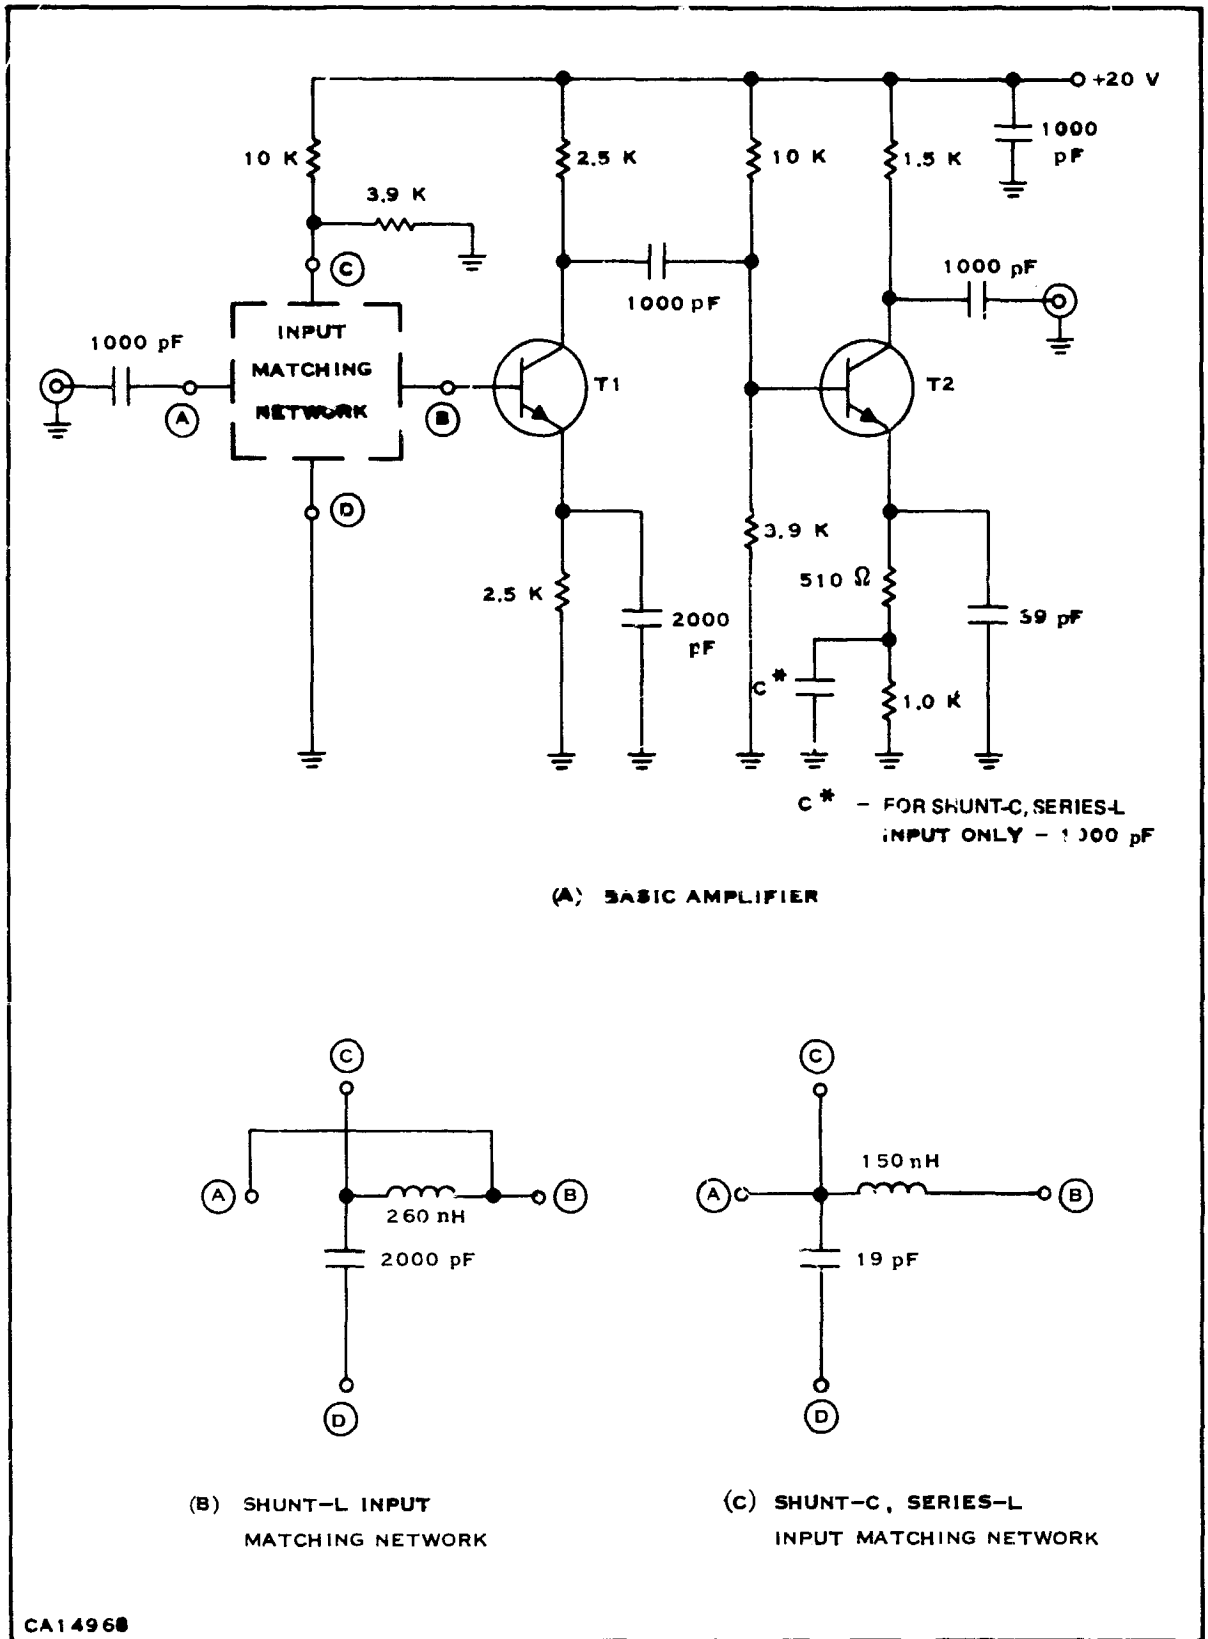 +20 V
10 K
2.5 K
10 K
1.5 K
1000
pF
3.9 K
C
1000 pF
1000 pF
1000 pF
INPUT
MATCHING
NETWORK
A
B
T1
T2
D
3.9 K
510 Ω
2.5 K
2000
pF
39 pF
C*
1.0 K
C* - FOR SHUNT-C, SERIES-L
INPUT ONLY - 1000 pF
(A) BASIC AMPLIFIER
C
C
150 nH
A
B
A
B
260 nH
2000 pF
19 pF
D
D
(B) SHUNT-L INPUT
MATCHING NETWORK
(C) SHUNT-C, SERIES-L
INPUT MATCHING NETWORK
CA14968